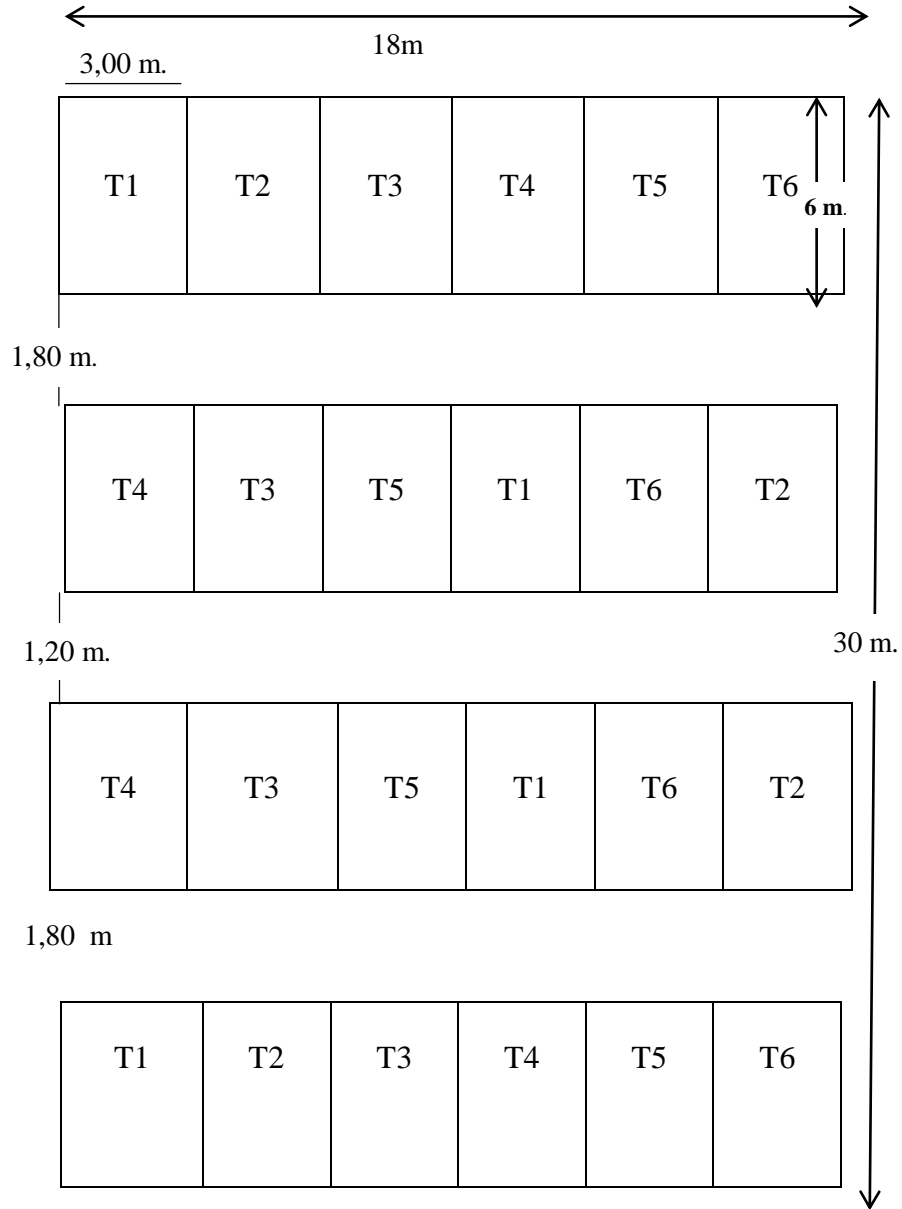 18m
3,00 m.
T1 T2 T3 T4 T5 T6
6 m.
1,80 m.
T4 T3 T5 T1 T6 T2
1,20 m.
30 m.
T4 T3 T5 T1 T6 T2
1,80 m
T1 T2 T3 T4 T5 T6